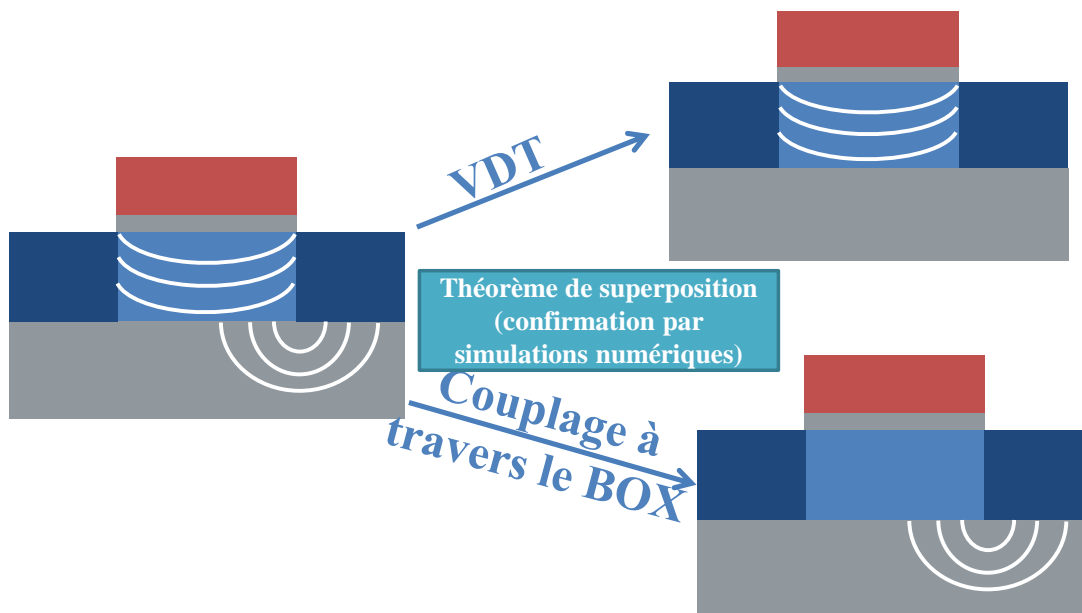 VDT
Théorème de superposition
(confirmation par
simulations numériques)
Couplage à
travers le BOX